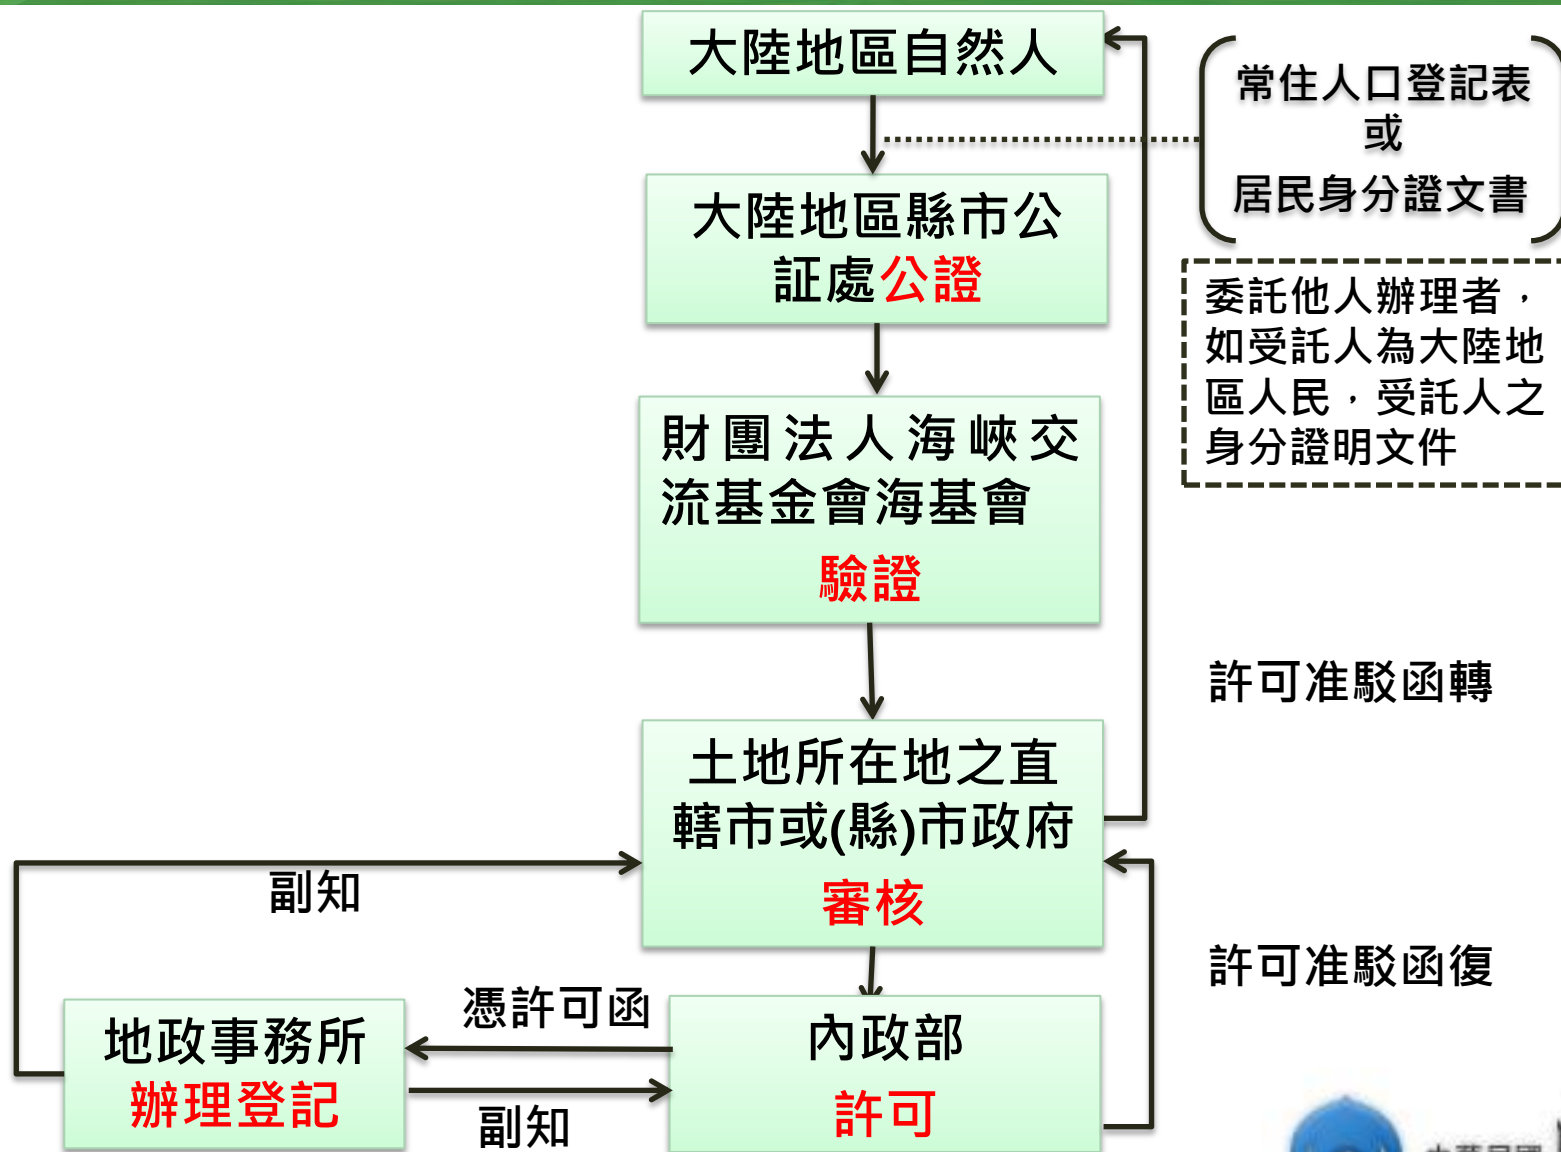 大陸地區自然人
常住人口登記表
或
居民身分證文書
大陸地區縣市公
証處公證
委託他人辦理者，
如受託人為大陸地
區人民，受託人之
身分證明文件
財團法人海峽交
流基金會海基會
驗證
許可准駁函轉
土地所在地之直
轄市或(縣)市政府
審核
副知
許可准駁函復
憑許可函
地政事務所
辦理登記
內政部
許可
副知